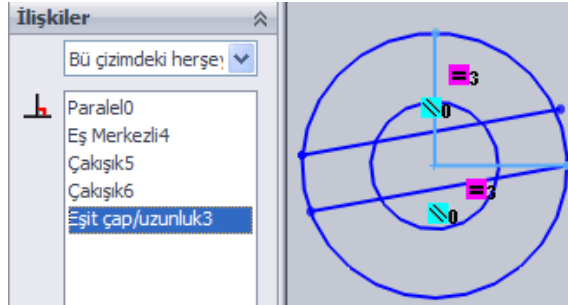 İlişkiler
Bü çizimdeki herşey
Paralel0
Eş Merkezli4
Çakışık5
Çakışık6
Eşit çap/uzunluk3
3
0
3
0